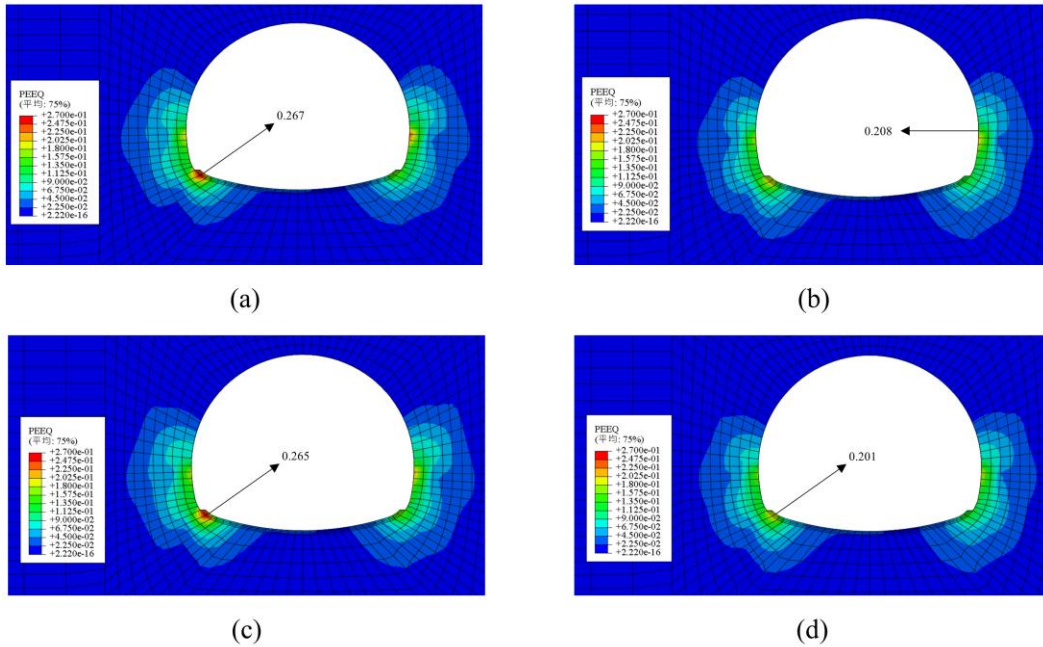 PEEQ
(平均: 75%)
+2.700e-01
+2.475e-01
+2.250e-01
+2.025e-01
+1.800e-01
+1.575e-01
+1.350e-01
+1.125e-01
+9.000e-02
+6.750e-02
+4.500e-02
+2.250e-02
+2.220e-16
0.267
(a)
PEEQ
(平均: 75%)
+2.700e-01
+2.475e-01
+2.250e-01
+2.025e-01
+1.800e-01
+1.575e-01
+1.350e-01
+1.125e-01
+9.000e-02
+6.750e-02
+4.500e-02
+2.250e-02
+2.220e-16
0.208
(b)
PEEQ
(平均: 75%)
+2.700e-01
+2.475e-01
+2.250e-01
+2.025e-01
+1.800e-01
+1.575e-01
+1.350e-01
+1.125e-01
+9.000e-02
+6.750e-02
+4.500e-02
+2.250e-02
+2.220e-16
0.265
(c)
PEEQ
(平均: 75%)
+2.700e-01
+2.475e-01
+2.250e-01
+2.025e-01
+1.800e-01
+1.575e-01
+1.350e-01
+1.125e-01
+9.000e-02
+6.750e-02
+4.500e-02
+2.250e-02
+2.220e-16
0.201
(d)